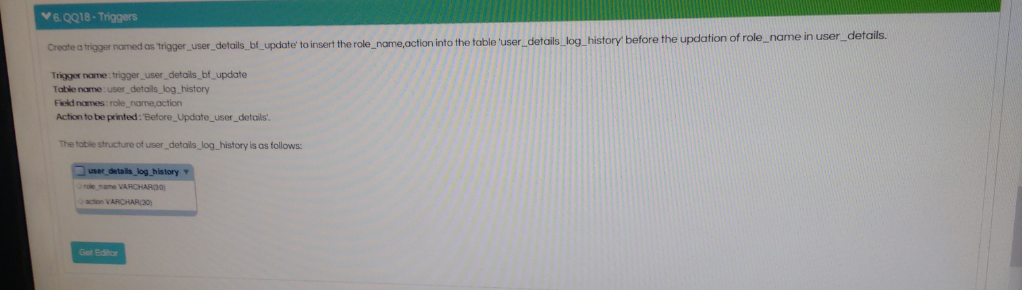 6. QQ18 - Triggers
Create a trigger named as 'trigger_user_details_bf_update' to insert the role_name,action into the table 'user_details_log_history' before the updation of role_name in user_details.
Trigger name : trigger_user_details_bf_update
Table name : user_details_log_history
Field names : role_name,action
Action to be printed : 'Before_Update_user_details'.
The table structure of user_details_log_history is as follows:
user_details_log_history
role_name VARCHAR(30)
action VARCHAR(30)
Get Editor